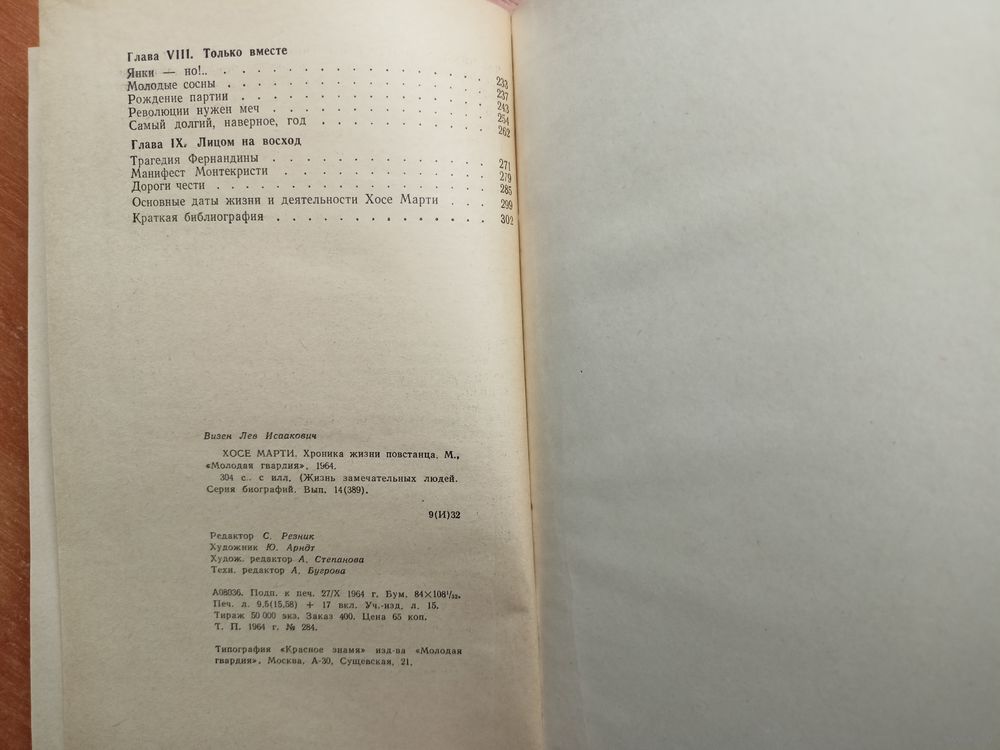 Глава VIII. Только вместе
Янки — но!.. . . . . . . . . . . . . . . . 233
Молодые сосны . . . . . . . . . . . . . . . 237
Рождение партии . . . . . . . . . . . . . . 243
Революции нужен меч . . . . . . . . . . . . 254
Самый долгий, наверное, год . . . . . . . . . 262
Глава IX. Лицом на восход
Трагедия Фернандины . . . . . . . . . . . . 271
Манифест Монтекристи . . . . . . . . . . . 279
Дороги чести . . . . . . . . . . . . . . . 285
Основные даты жизни и деятельности Хосе Марти . . . 299
Краткая библиография . . . . . . . . . . . . 302
Визен Лев Исаакович
ХОСЕ МАРТИ. Хроника жизни повстанца. М.,
«Молодая гвардия», 1964.
304 с., с илл. (Жизнь замечательных людей.
Серия биографий. Вып. 14(389).
9(И)32
Редактор С. Резник
Художник Ю. Арндт
Худож. редактор А. Степанова
Техн. редактор А. Бугрова
А08036. Подп. к печ. 27/X 1964 г. Бум. 84×108¹/₃₂.
Печ. л. 9,5(15,58) + 17 вкл. Уч.-изд. л. 15.
Тираж 50 000 экз. Заказ 400. Цена 65 коп.
Т. П. 1964 г. № 284.
Типография «Красное знамя» изд-ва «Молодая
гвардия». Москва, А-30, Сущевская, 21.